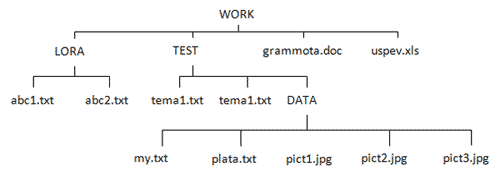 WORK
LORA TEST grammota.doc uspev.xls
abc1.txt abc2.txt tema1.txt tema1.txt DATA
my.txt plata.txt pict1.jpg pict2.jpg pict3.jpg